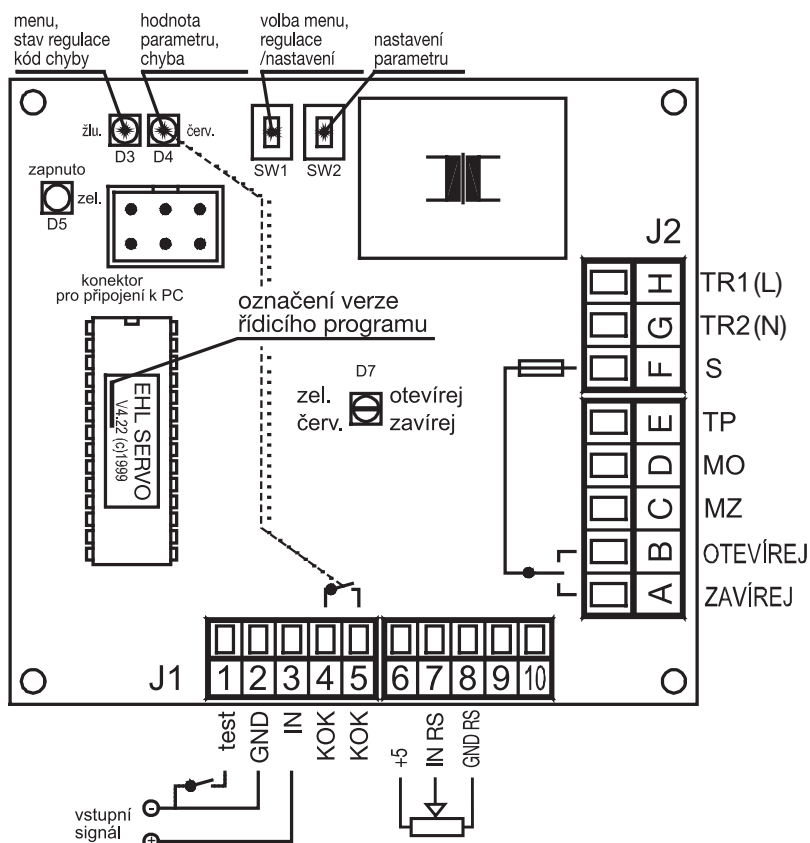 menu,
stav regulace
kód chyby
hodnota
parametru,
chyba
volba menu,
regulace
/nastavení
nastavení
parametru
žlu.
D3
D4
červ.
SW1
SW2
zapnuto
zel.
D5
konektor
pro připojení k PC
označení verze
řídicího programu
EHL SERVO
V4.22 (c)1999
D7
zel.
otevírej
červ.
zavírej
J2
H
TR1(L)
G
TR2(N)
F
S
E
TP
D
MO
C
MZ
B
OTEVÍREJ
A
ZAVÍREJ
J1
1 2 3 4 5 6 7 8 9 10
test
GND
IN
KOK
KOK
+5
IN RS
GND RS
vstupní
signál